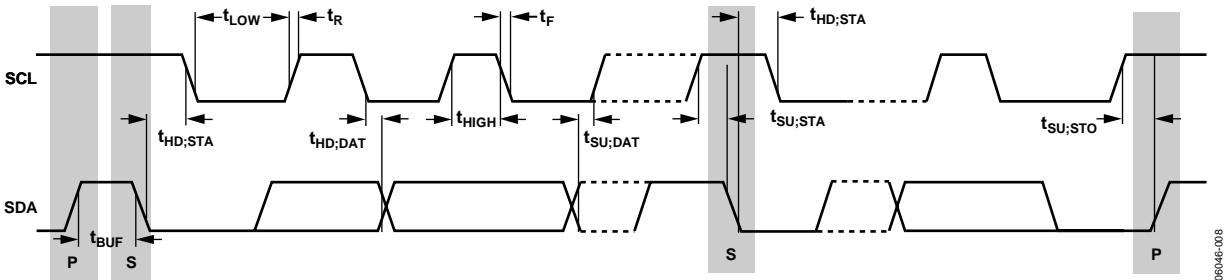 tLOW tR tF tHD;STA
SCL
tHD;STA tHD;DAT tHIGH tSU;DAT tSU;STA tSU;STO
SDA
tBUF
P S S P
06046-008